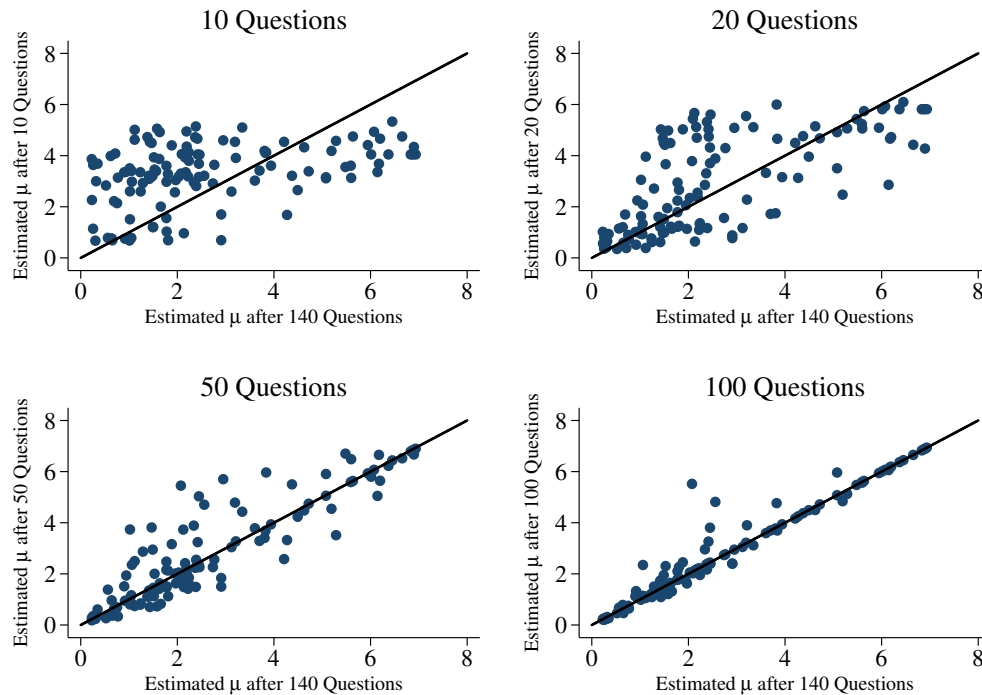 10 Questions
Estimated μ after 10 Questions
8
6
4
2
0
0 2 4 6 8
Estimated μ after 140 Questions
20 Questions
Estimated μ after 20 Questions
8
6
4
2
0
0 2 4 6 8
Estimated μ after 140 Questions
50 Questions
Estimated μ after 50 Questions
8
6
4
2
0
0 2 4 6 8
Estimated μ after 140 Questions
100 Questions
Estimated μ after 100 Questions
8
6
4
2
0
0 2 4 6 8
Estimated μ after 140 Questions